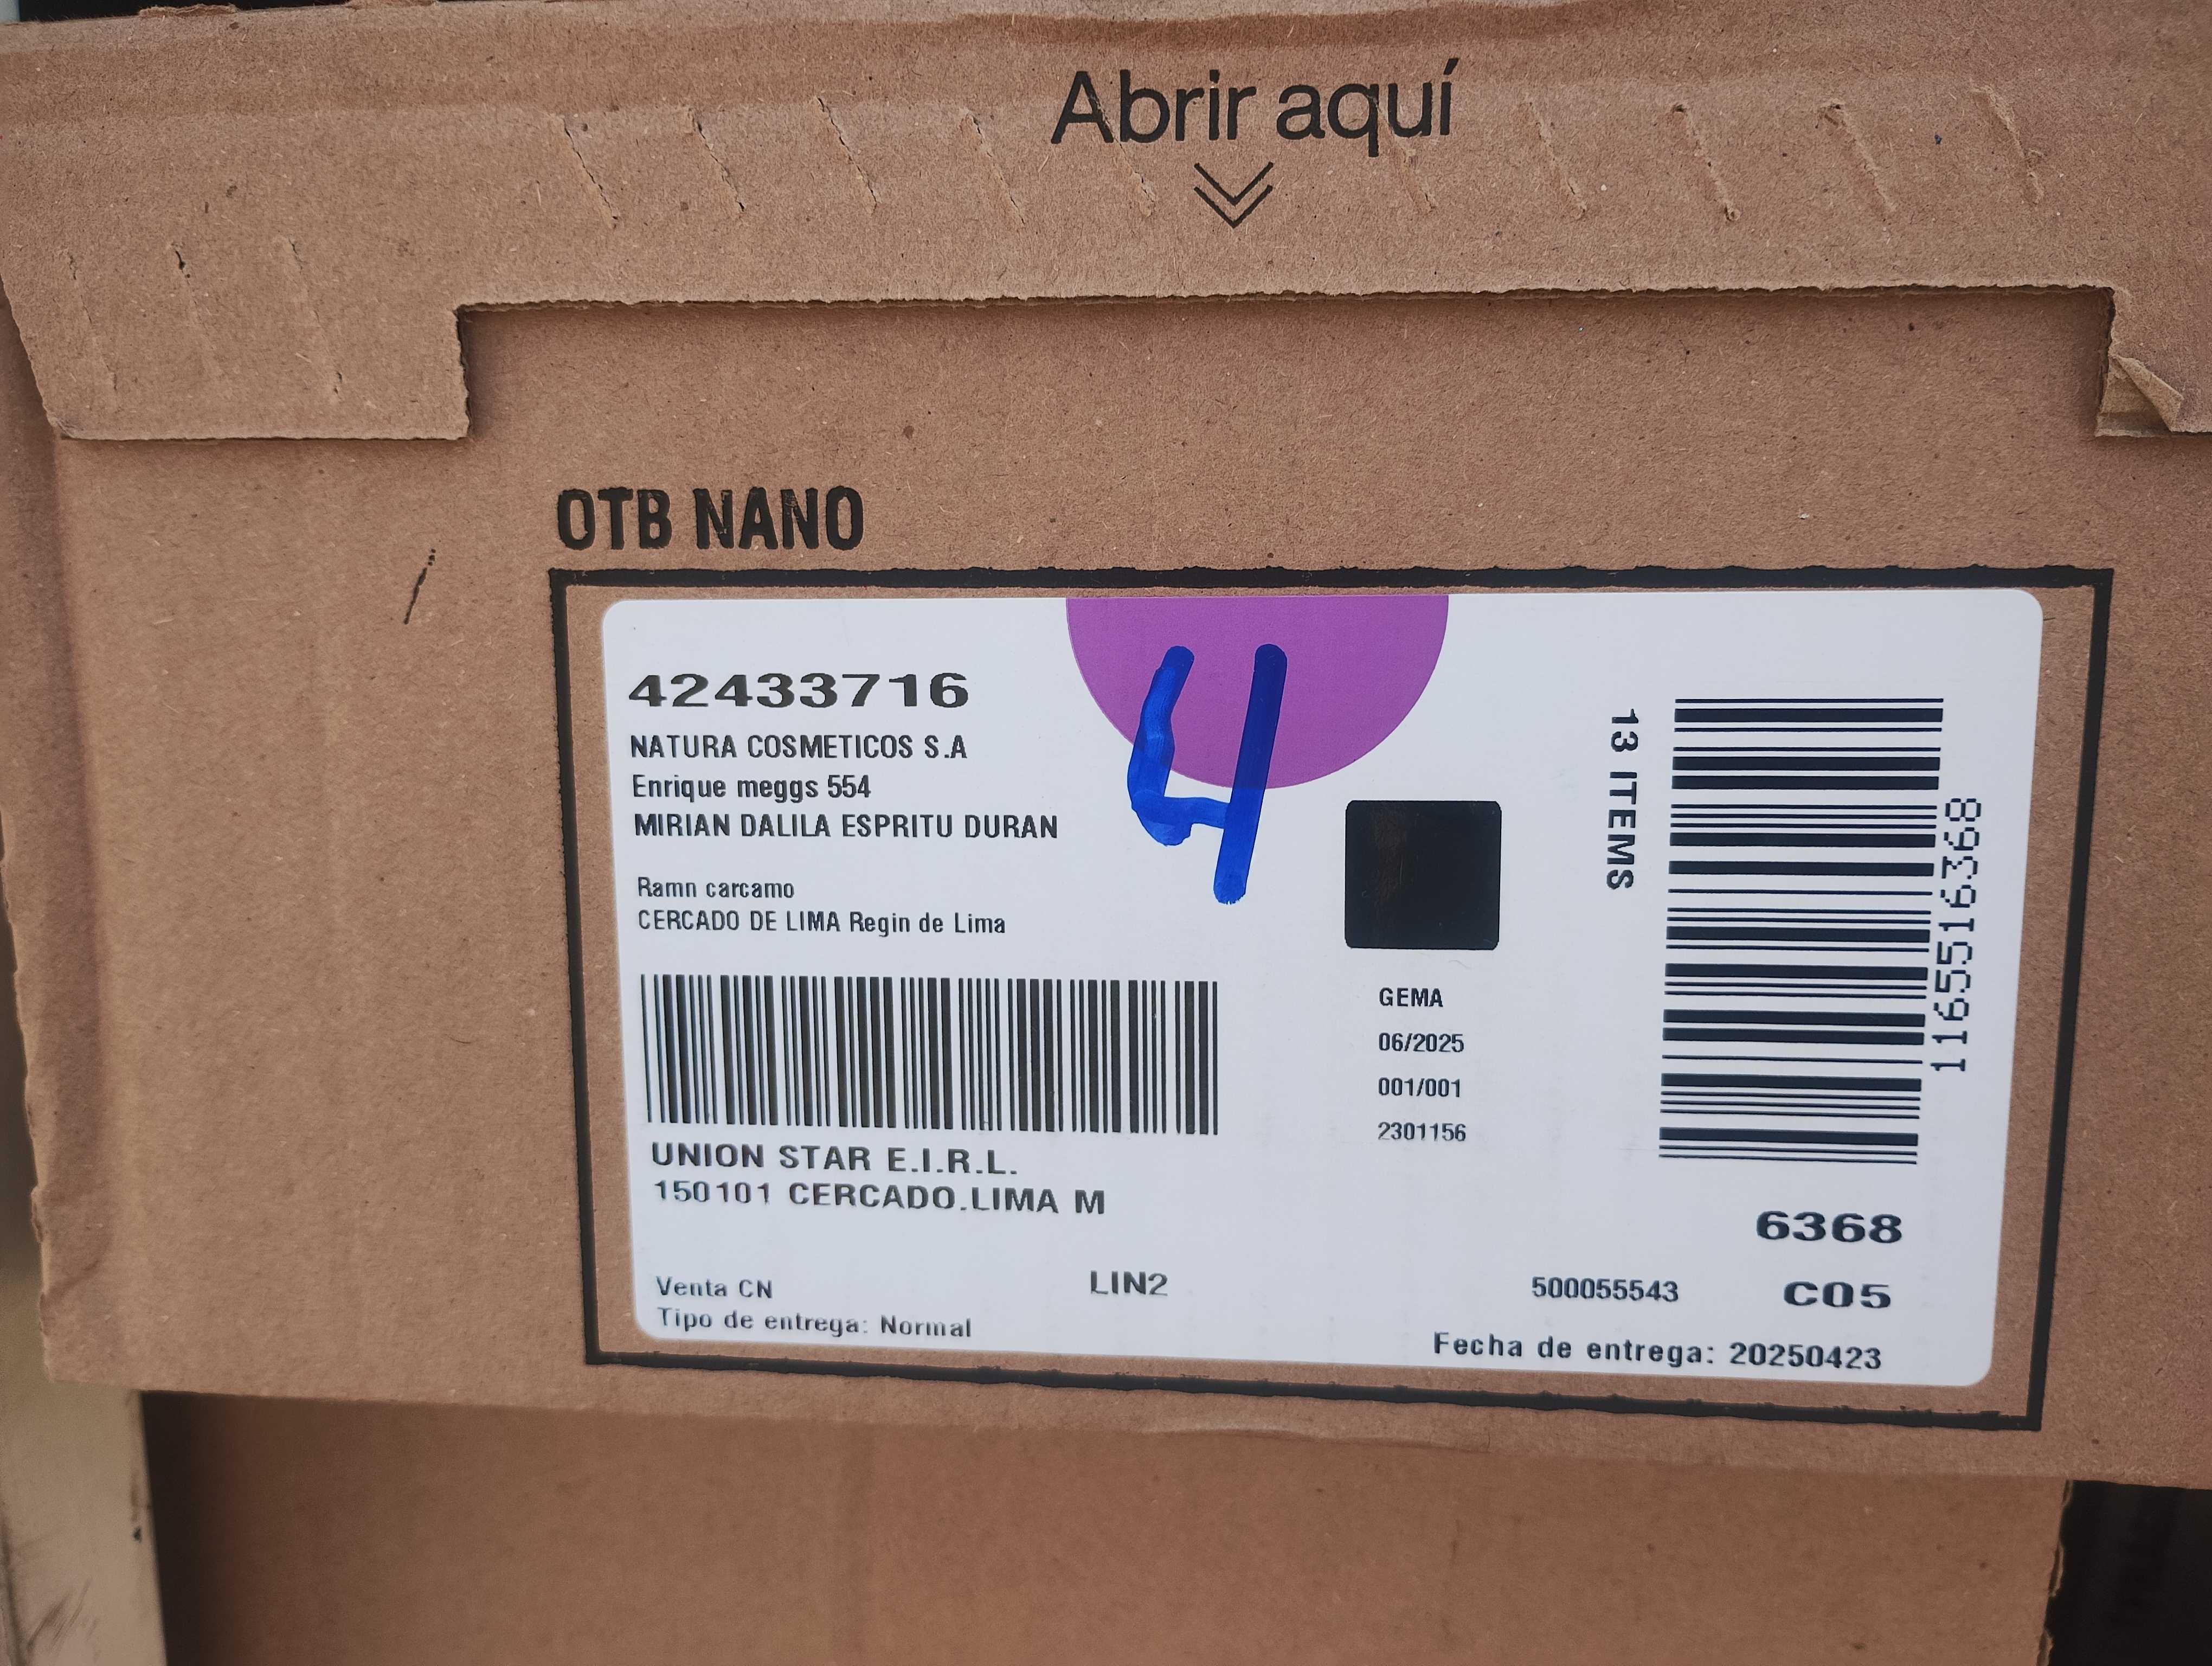 Abrir aquí
OTB NANO
42433716
NATURA COSMETICOS S.A
Enrique meggs 554
MIRIAN DALILA ESPRITU DURAN
4
Ramn carcamo
CERCADO DE LIMA Regin de Lima
UNION STAR E.I.R.L.
150101 CERCADO.LIMA M
GEMA
06/2025
001/001
2301156
13 ITEMS
1165516368
6368
Venta CN
LIN2
500055543
C05
Tipo de entrega: Normal
Fecha de entrega: 20250423